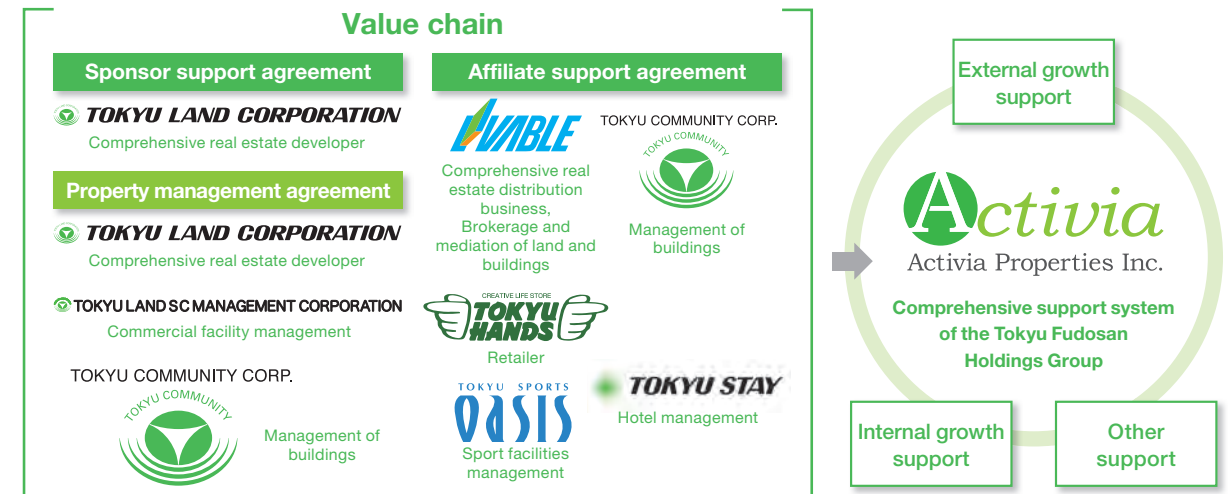 Value chain
Sponsor support agreement
TOKYU LAND CORPORATION
Comprehensive real estate developer
Property management agreement
TOKYU LAND CORPORATION
Comprehensive real estate developer
TOKYU LAND SC MANAGEMENT CORPORATION
Commercial facility management
TOKYU COMMUNITY CORP.
TOKYU COMMUNITY
Management of
buildings
Affiliate support agreement
LIVABLE
Comprehensive real
estate distribution
business,
Brokerage and
mediation of land and
buildings
TOKYU COMMUNITY CORP.
TOKYU COMMUNITY
Management of
buildings
CREATIVE LIFE STORE
TOKYU
HANDS
Retailer
TOKYU SPORTS
OASIS
Sport facilities
management
TOKYU STAY
Hotel management
External growth
support
Activia
Activia Properties Inc.
Comprehensive support system
of the Tokyu Fudosan
Holdings Group
Internal growth
support
Other
support